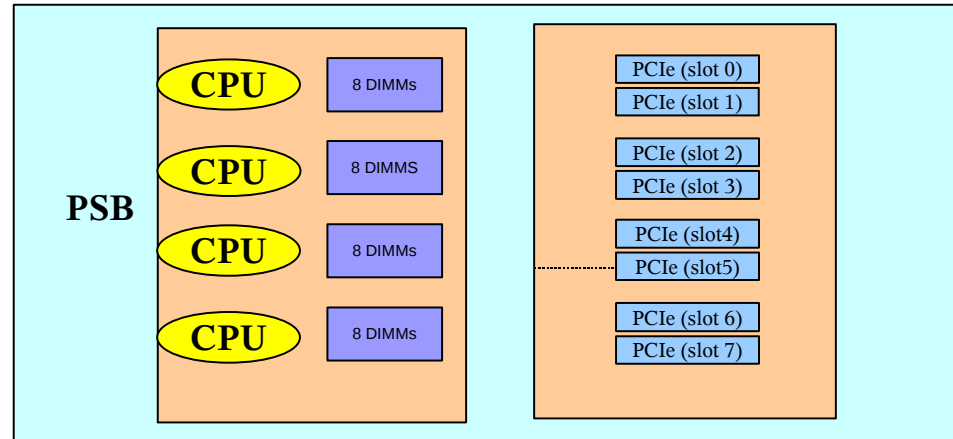 PSB
CPU
8 DIMMs
CPU
8 DIMMS
CPU
8 DIMMs
CPU
8 DIMMs
PCIe (slot 0)
PCIe (slot 1)
PCIe (slot 2)
PCIe (slot 3)
PCIe (slot4)
PCIe (slot5)
PCIe (slot 6)
PCIe (slot 7)